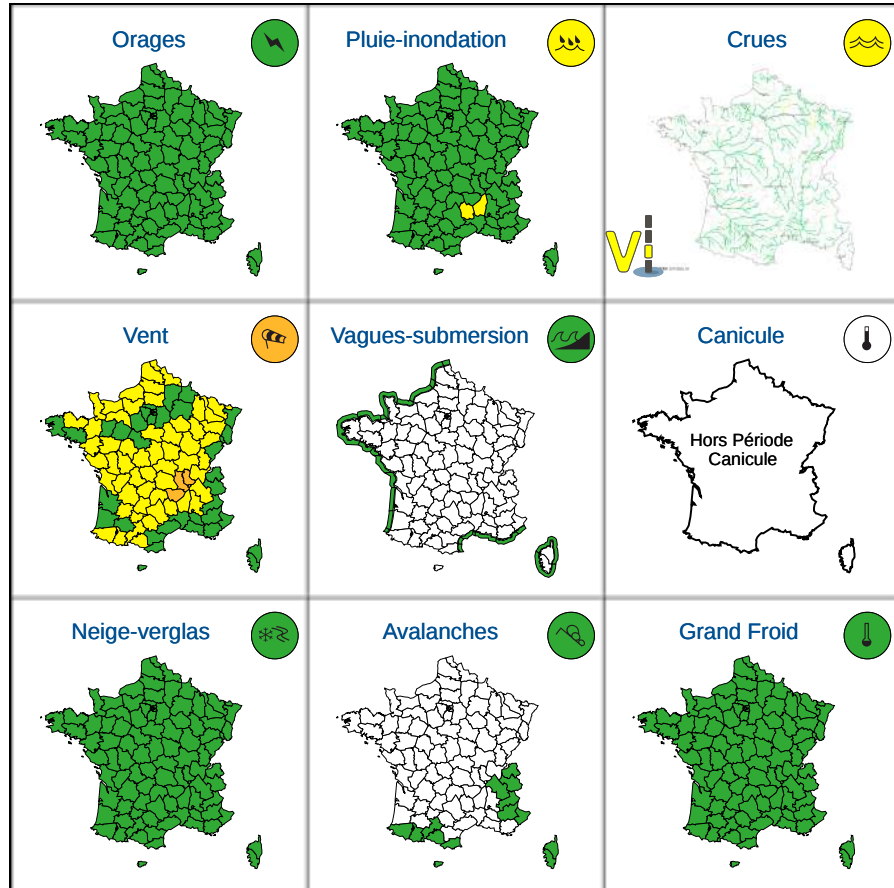 Orages
Pluie-inondation
Crues
V
Vent
Vagues-submersion
Canicule
Hors Période
Canicule
Neige-verglas
Avalanches
Grand Froid